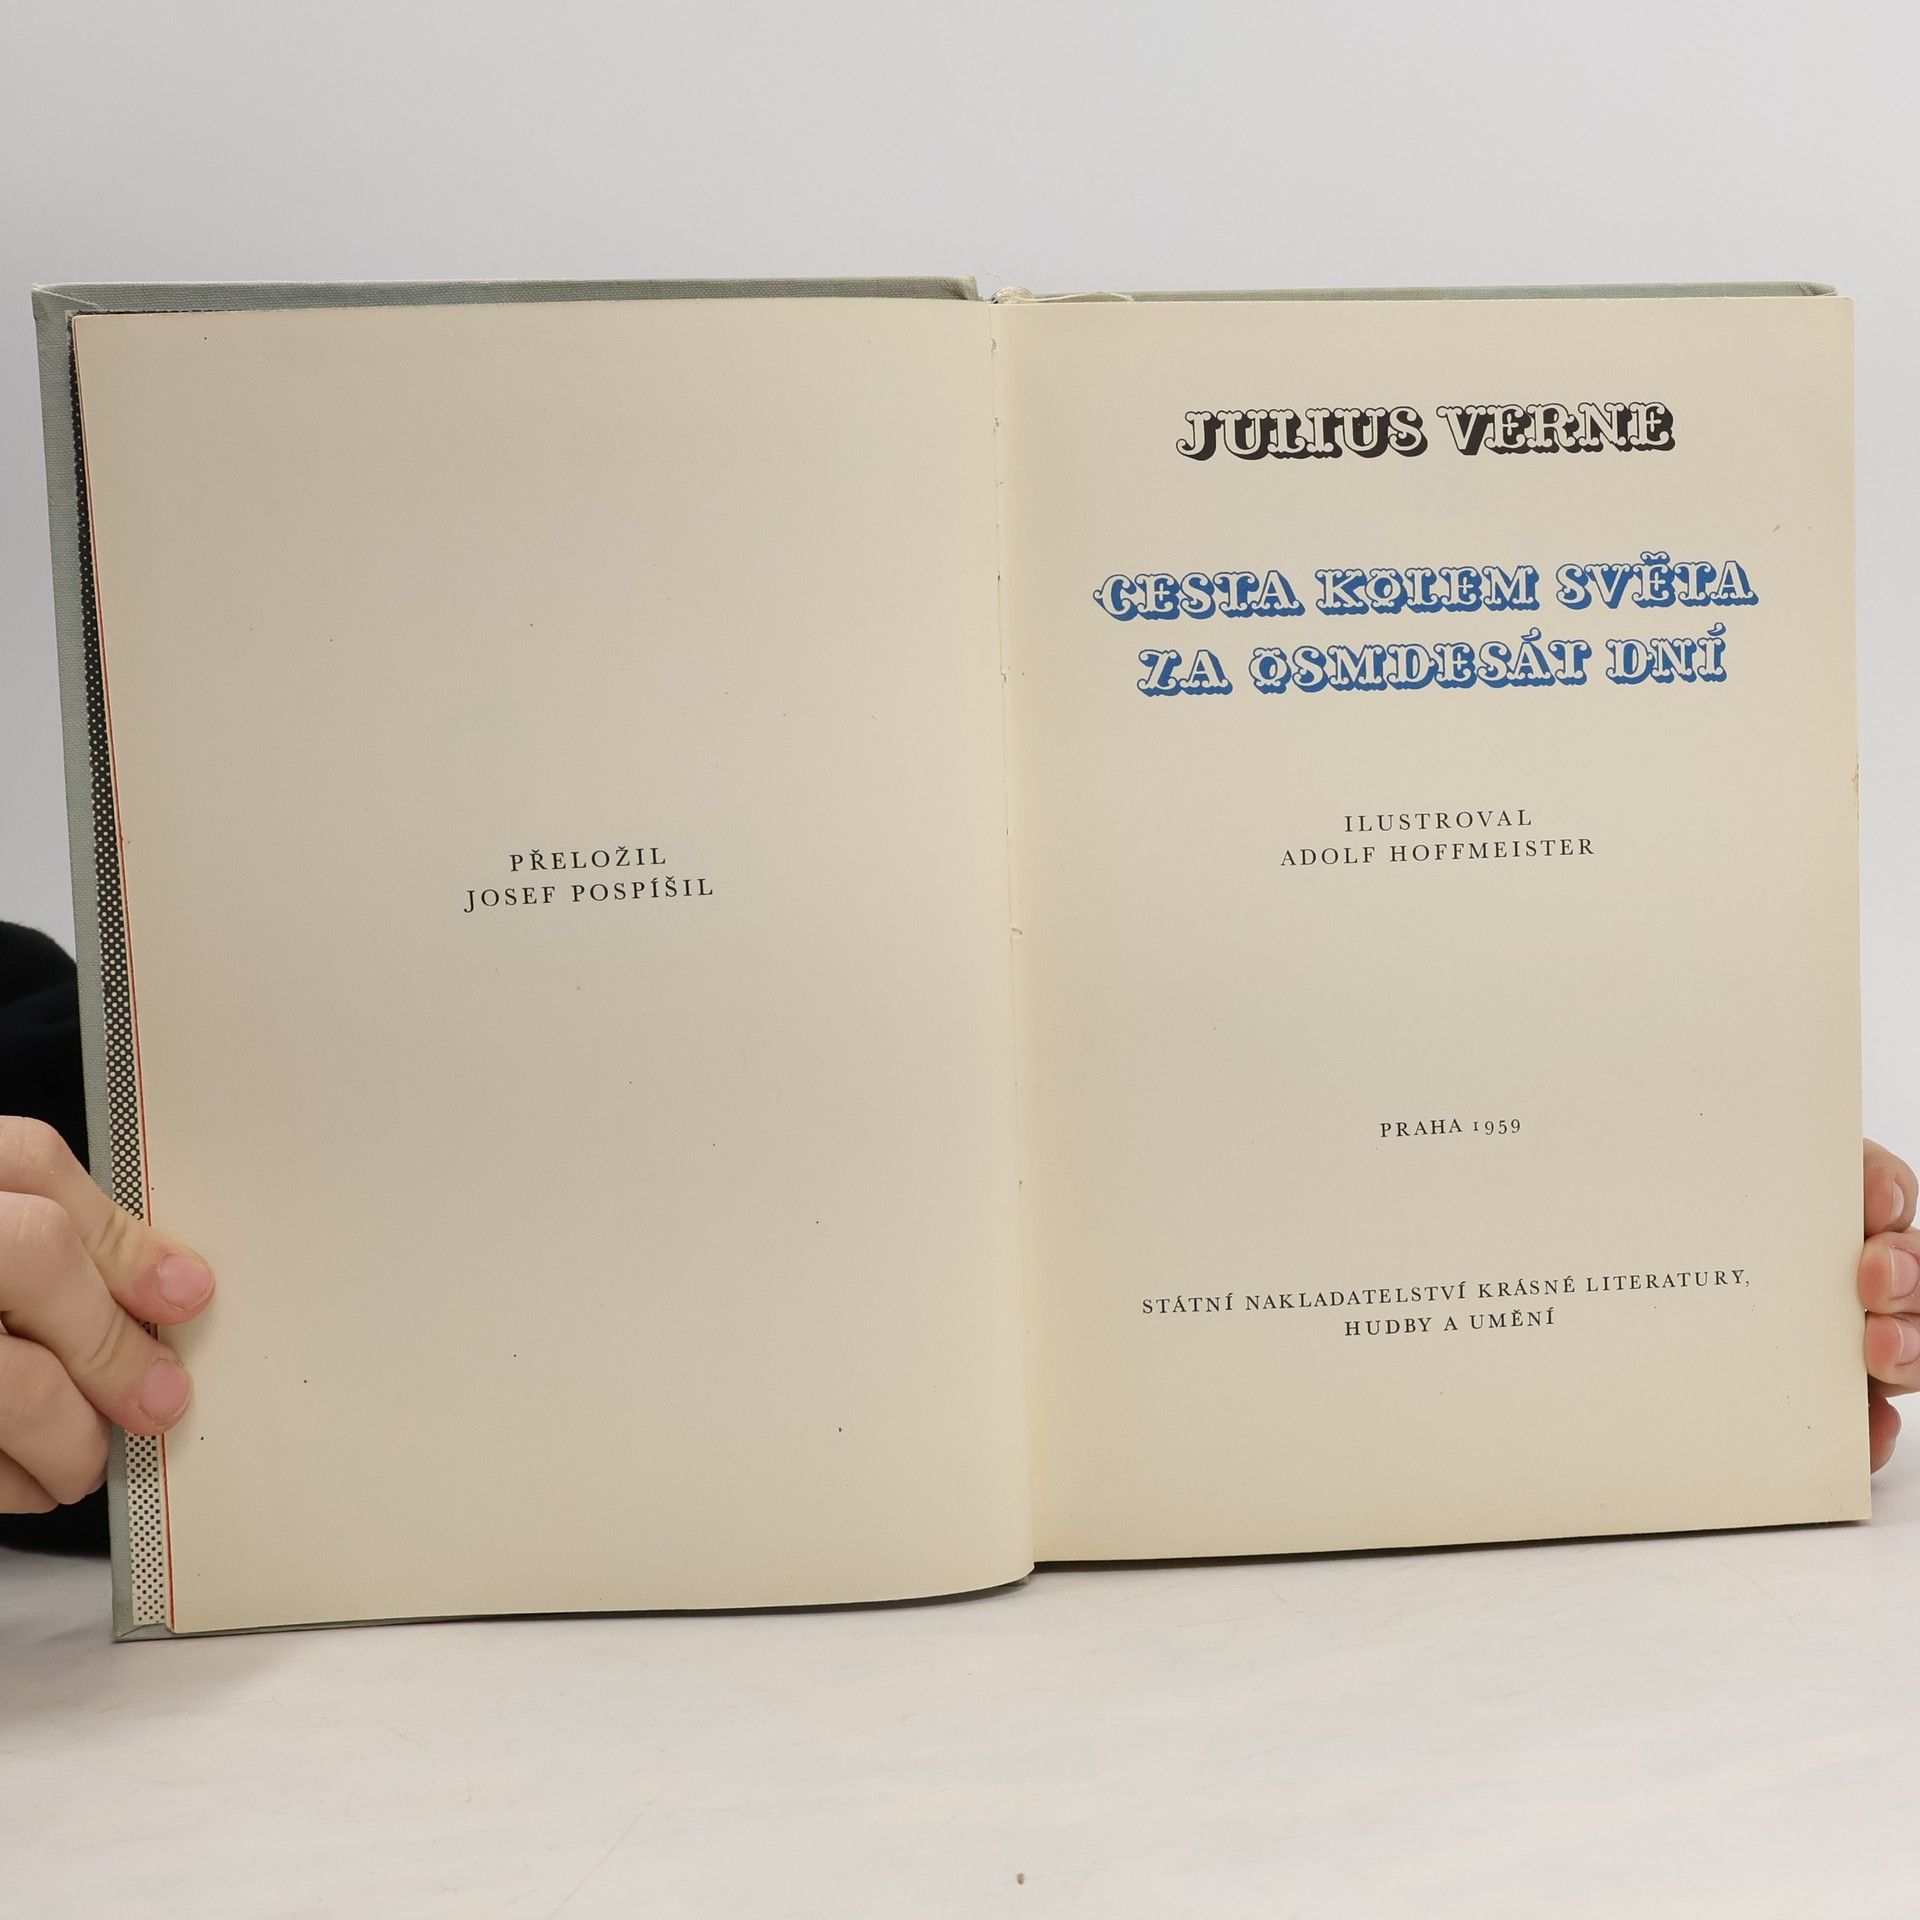 PŘELOŽIL
JOSEF POSPÍŠIL
JULIUS VERNE
CESTA KOLEM SVĚTA
ZA OSMDESÁT DNÍ
ILUSTROVAL
ADOLF HOFFMEISTER
PRAHA 1959
STÁTNÍ NAKLADATELSTVÍ KRÁSNÉ LITERATURY,
HUDBY A UMĚNÍ